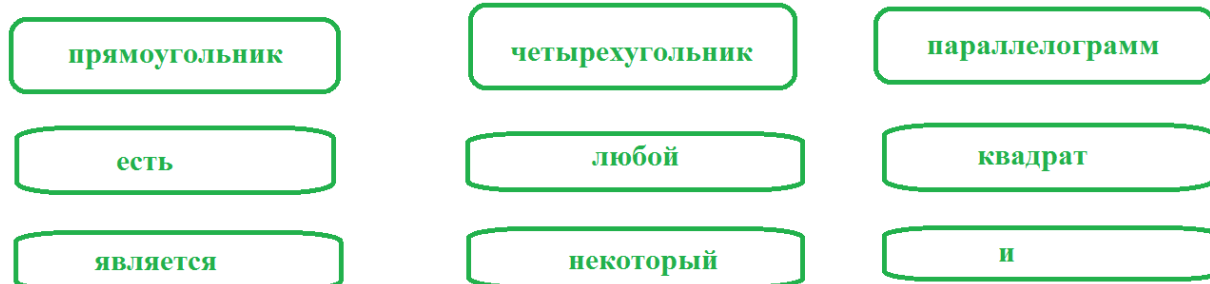 прямоугольник четырехугольник параллелограмм
есть любой квадрат
является некоторый и